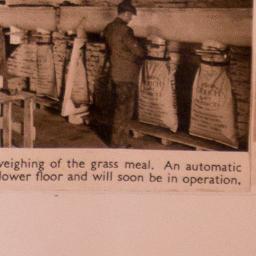 weighing of the grass meal. An automatic
lower floor and will soon be in operation.